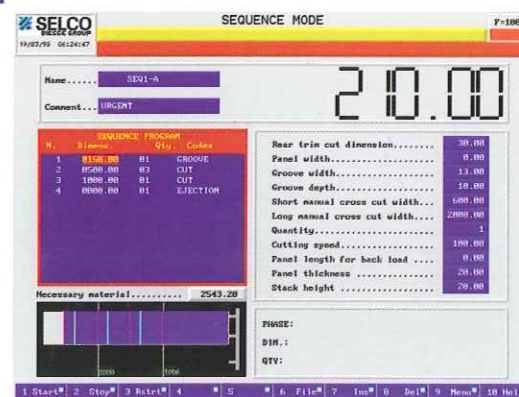 SELCO
BIESSE GROUP
SEQUENCE MODE
19/03/95 06:24:47
Name...... SEQ1-A
Comment... URGENT
210.00
SEQUENCE PROGRAM
N. Dimens. Qty. Codes
1 0150.00 01 GROOVE
2 0500.00 03 CUT
3 1000.00 01 CUT
4 0000.00 01 EJECTION
Necessary material......... 2543.20
2000 1000
Rear trim cut dimension........ 30.00
Panel width.................. 0.00
Groove width................. 13.00
Groove depth................. 10.00
Short manual cross cut width... 600.00
Long manual cross cut width.... 2000.00
Quantity..................... 1
Cutting speed................ 100.00
Panel length for back load .... 0.00
Panel thickness .............. 20.00
Stack height ................. 20.00
PHASE:
DIM.:
QTY:
1 Start 2 Stop 3 Rstrt 4 5 6 File 7 Ins 8 Del 9 Menu 10 Hel